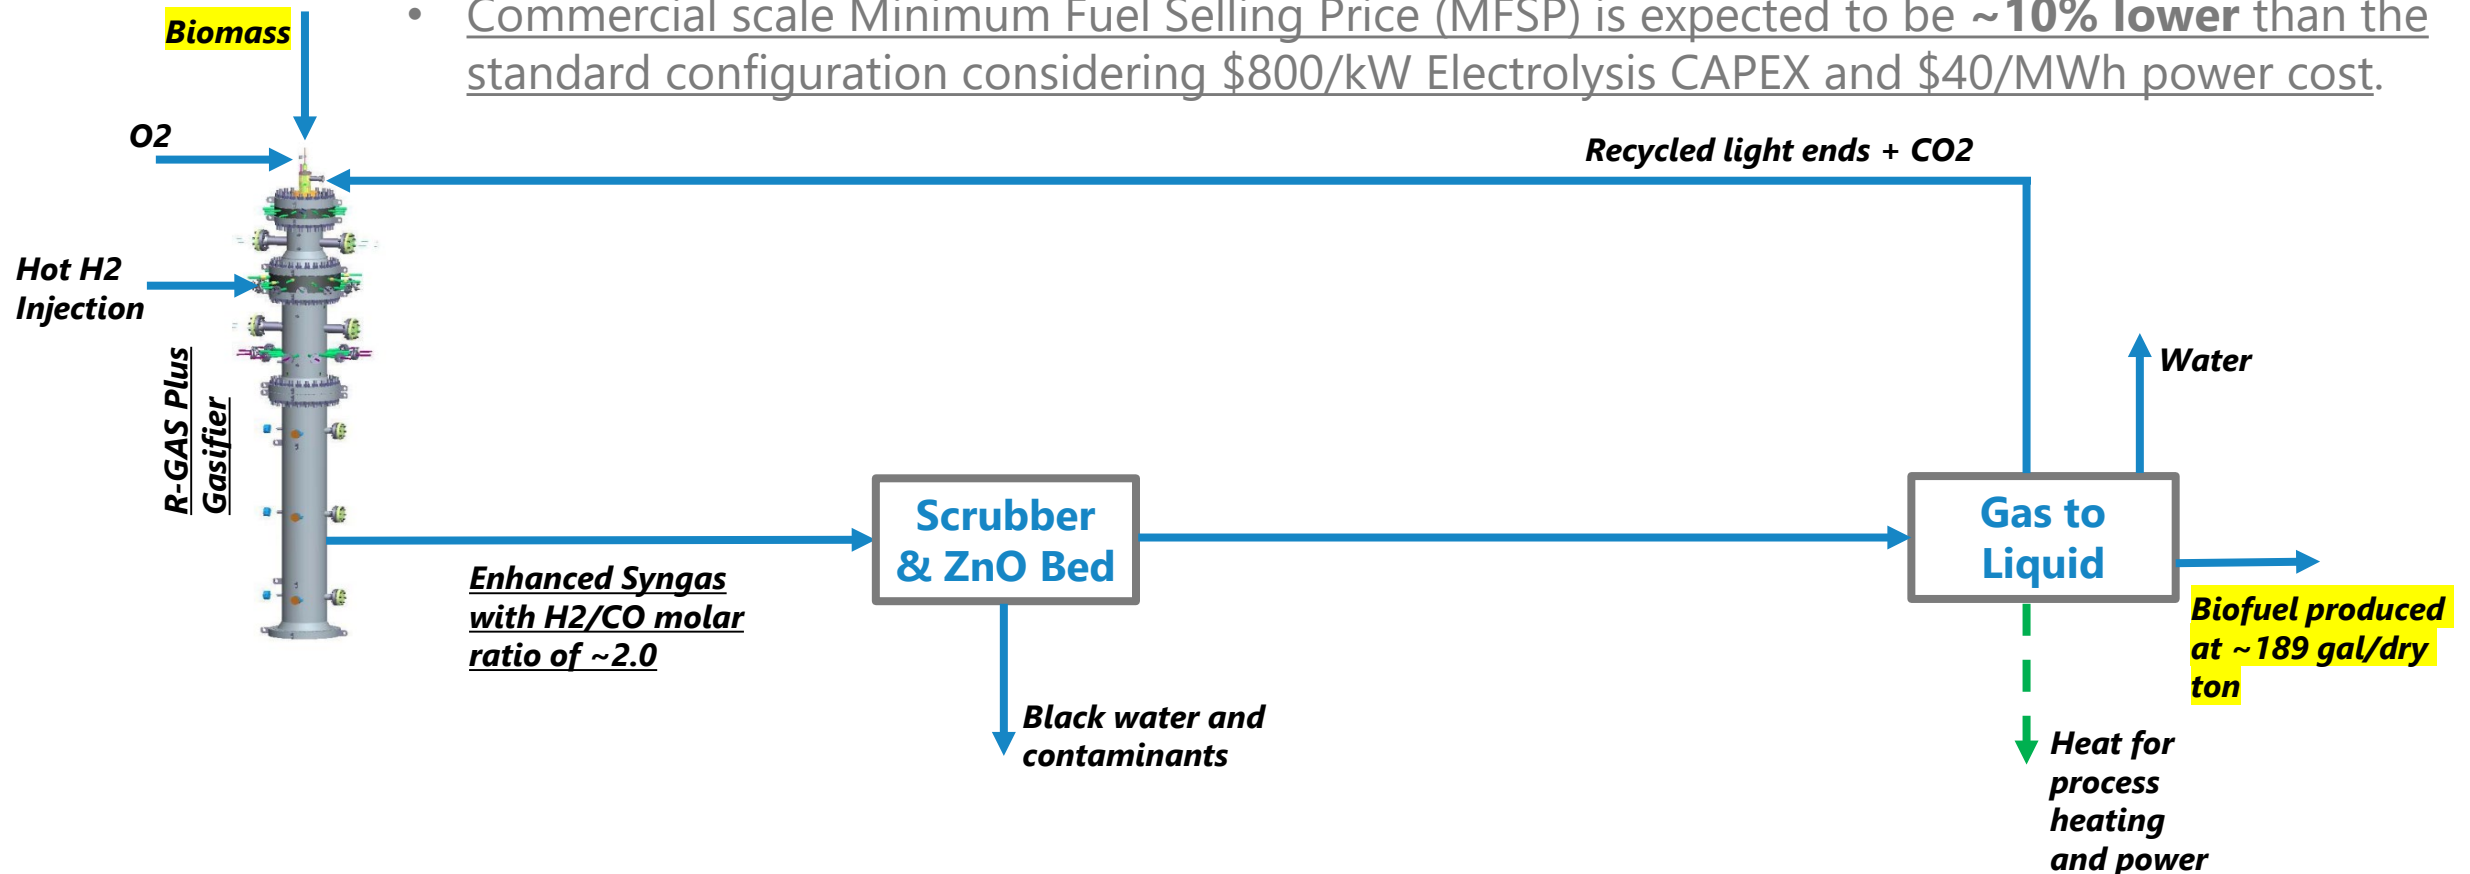 • Commercial scale Minimum Fuel Selling Price (MFSP) is expected to be ~10% lower than the
standard configuration considering $800/kW Electrolysis CAPEX and $40/MWh power cost.
Biomass
O2
Recycled light ends + CO2
Hot H2
Injection
R-GAS Plus
Gasifier
Water
Scrubber
& ZnO Bed
Gas to
Liquid
Enhanced Syngas
with H2/CO molar
ratio of ~2.0
Biofuel produced
at ~189 gal/dry
ton
Black water and
contaminants
Heat for
process
heating
and power